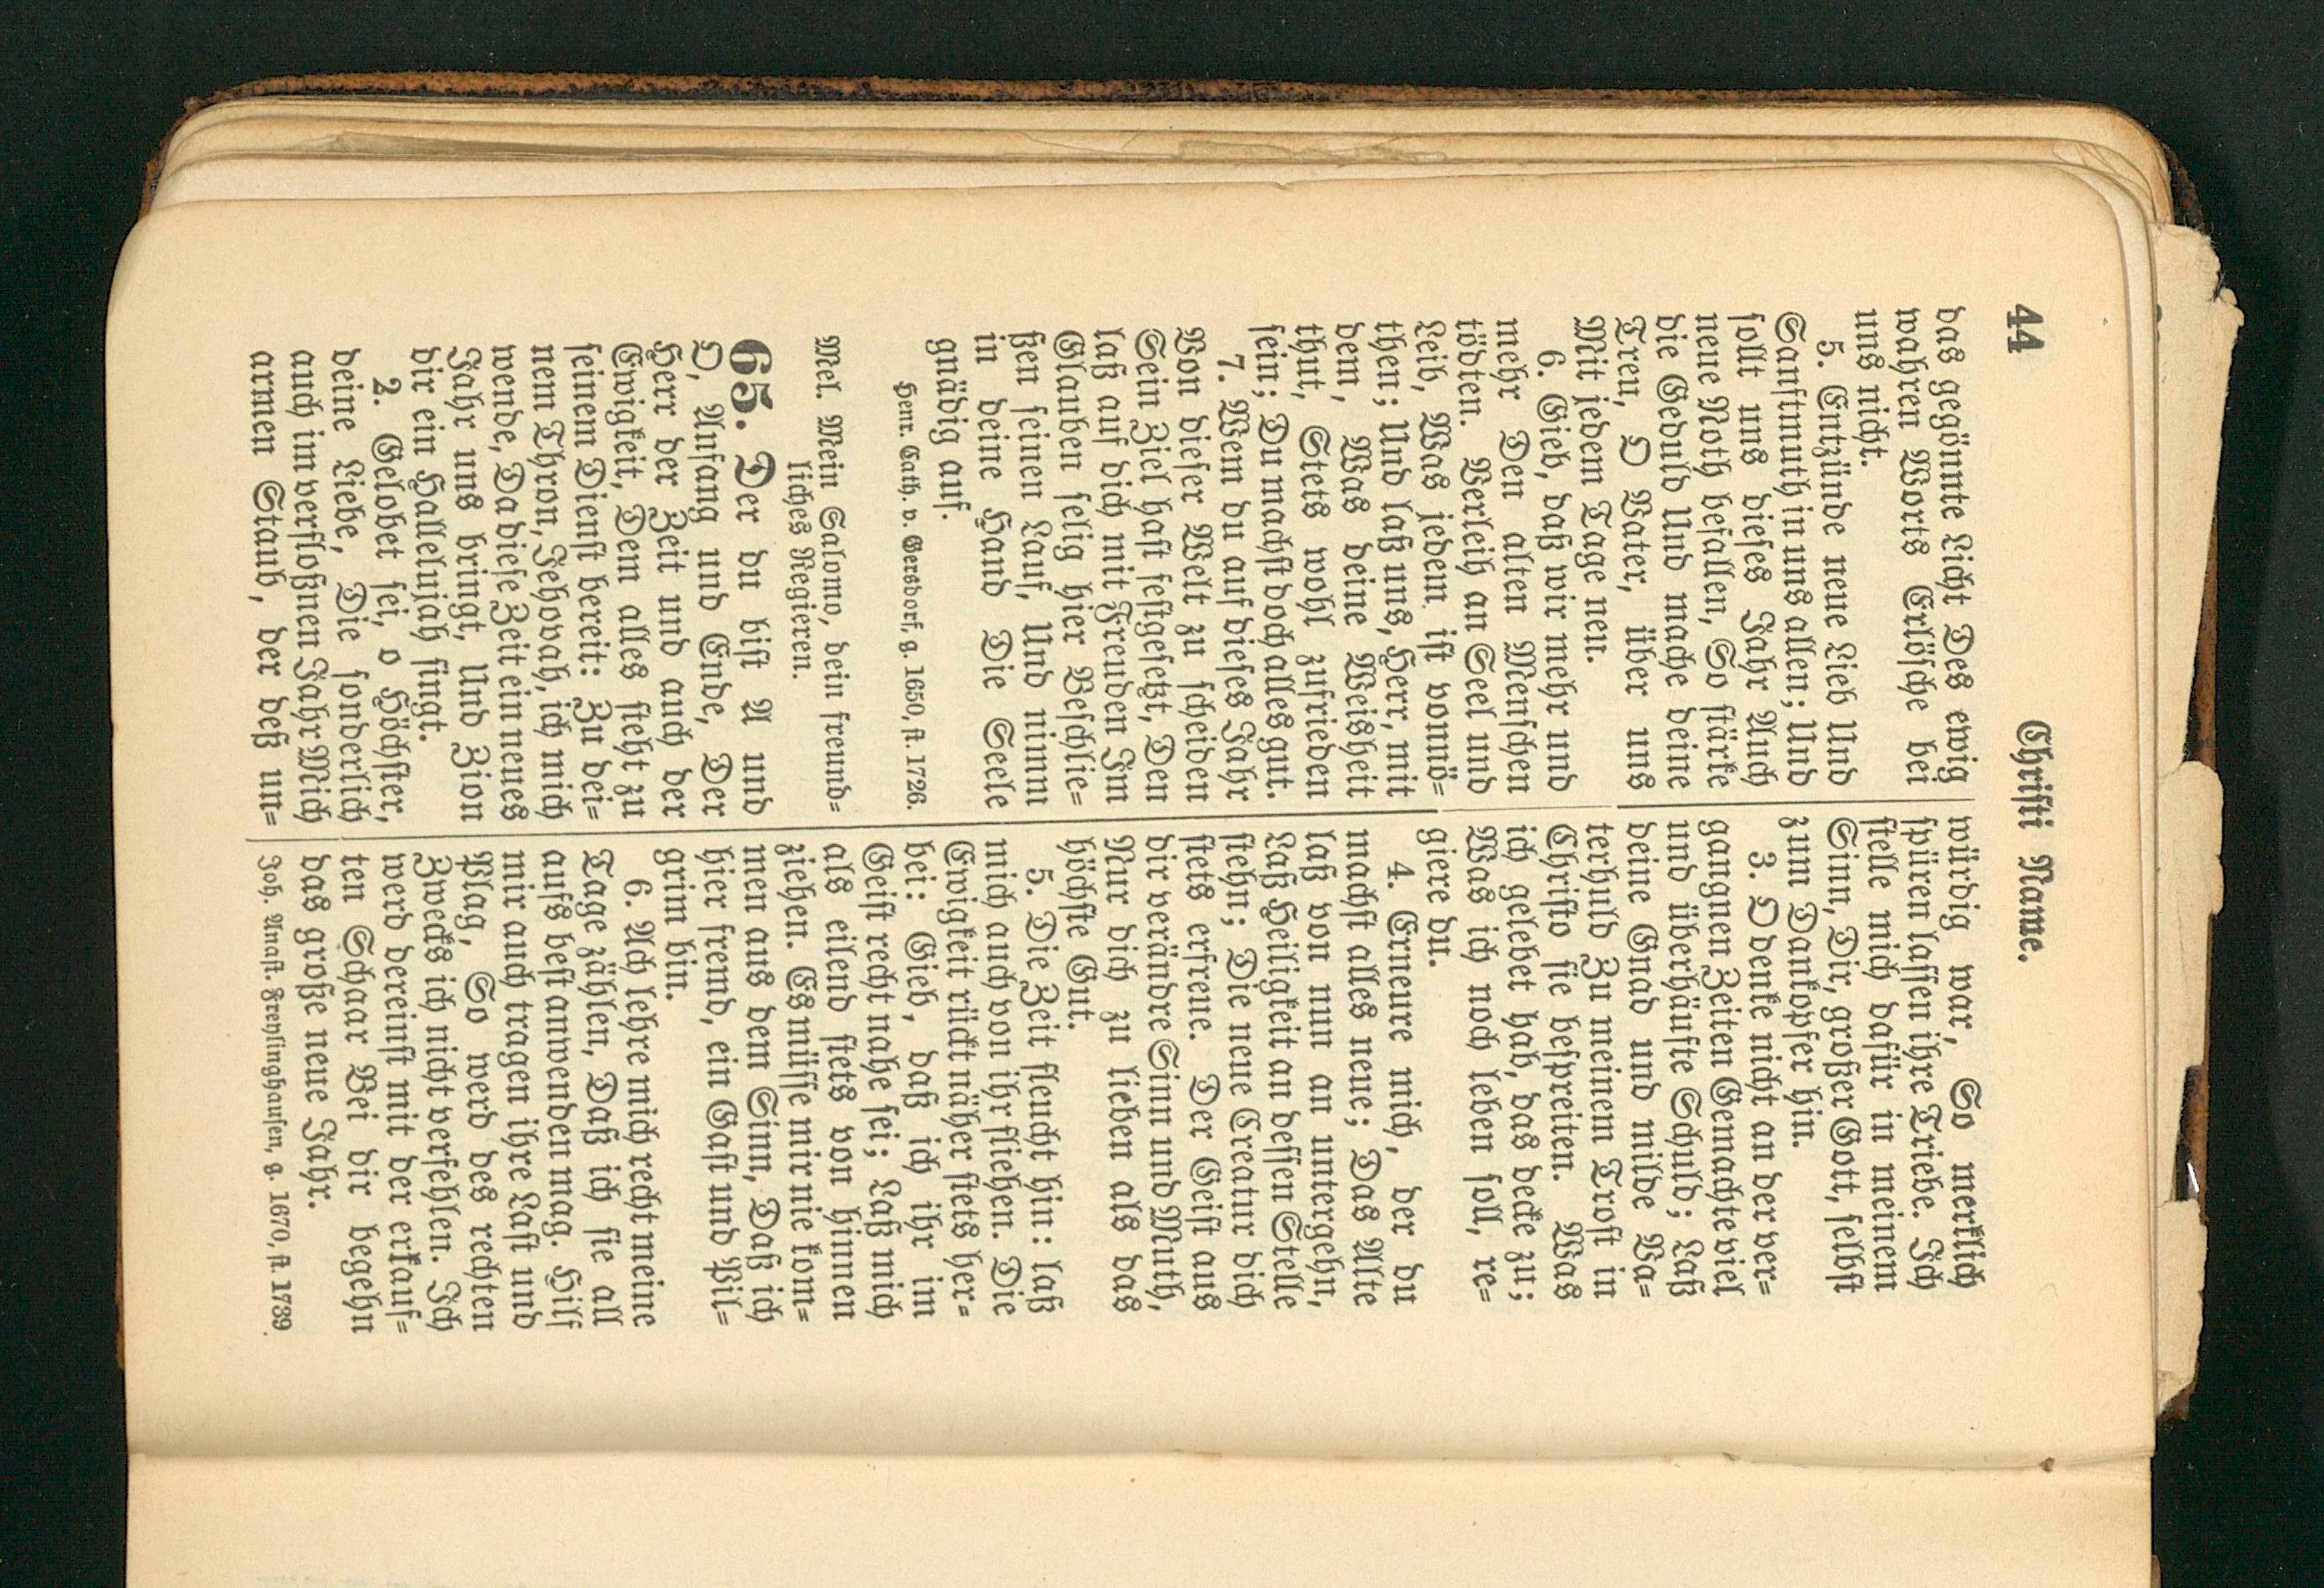 44
Christi Name.
das gegönnte Licht Des ewig
wahren Worts Erlösche bei
uns nicht.
5. Entzünde neue Lieb Und
Sanftmuth in uns allen; Und
sollt uns dieses Jahr Auch
neue Noth befallen, So stärke
die Geduld Und mache deine
Treu, O Vater, über uns
Mit jedem Tage neu.
6. Gieb, daß wir mehr und
mehr Den alten Menschen
tödten. Verleih an Seel und
Leib, Was jedem ist vonnö-
then; Und laß uns, Herr, mit
dem, Was deine Weisheit
thut, Stets wohl zufrieden
sein; Du machst doch alles gut.
7. Wem du auf dieses Jahr
Von dieser Welt zu scheiden
Sein Ziel hast festgesetzt, Den
laß auf dich mit Freuden Im
Glauben selig hier Beschlie-
ßen seinen Lauf, Und nimm
in deine Hand Die Seele
gnädig auf.
Henr. Cath. v. Gersdorf, g. 1650, st. 1726.
Mel. Mein Salomo, dein freund-
liches Regieren.
65. Der du bist A und
O, Anfang und Ende, Der
Herr der Zeit und auch der
Ewigkeit, Dem alles steht zu
seinem Dienst bereit: Zu dei-
nem Thron, Jehovah, ich mich
wende, Da diese Zeit ein neues
Jahr uns bringt, Und Zion
dir ein Hallelujah singt.
2. Gelobet sei, o Höchster,
deine Liebe, Die sonderlich
auch im verfloßnen Jahr Mich
armen Staub, der deß un-
würdig war, So merklich
spüren lassen ihre Triebe. Ich
stelle mich dafür in meinem
Sinn, Dir, großer Gott, selbst
zum Dankopfer hin.
3. Gdenke nicht an der ver-
gangnen Zeiten Gemachte viel
und überhäufte Schuld; Laß
deine Gnad und milde Va-
terhuld Zu meinem Trost in
Christo sie bespreiten. Was
ich gelebet hab, das decke zu;
Was ich noch leben soll, re-
giere du.
4. Erneure mich, der du
machst alles neue; Das Alte
laß von nun an untergehn,
Laß Heiligkeit an dessen Stelle
stehn; Die neue Creatur dich
stets erfreue. Der Geist aus
dir verändre Sinn und Muth,
Nur dich zu lieben als das
höchste Gut.
5. Die Zeit fleucht hin: laß
mich auch von ihr fliehen. Die
Ewigkeit rückt näher stets her-
bei: Gieb, daß ich ihr im
Geist recht nahe sei; Laß mich
als eilend stets von hinnen
ziehen. Es müsse mir nie kom-
men aus dem Sinn, Daß ich
hier fremd, ein Gast und Pil-
grim bin.
6. Ach lehre mich recht meine
Tage zählen, Daß ich sie all
aufs best anwenden mag. Hilf
mir auch tragen ihre Last und
Plag, So werd des rechten
Zwecks ich nicht verfehlen. Ich
werd dereinst mit der erkauf-
ten Schaar Bei dir begehn
das große neue Jahr.
Joh. Anast. Freylinghausen, g. 1670, st. 1739.